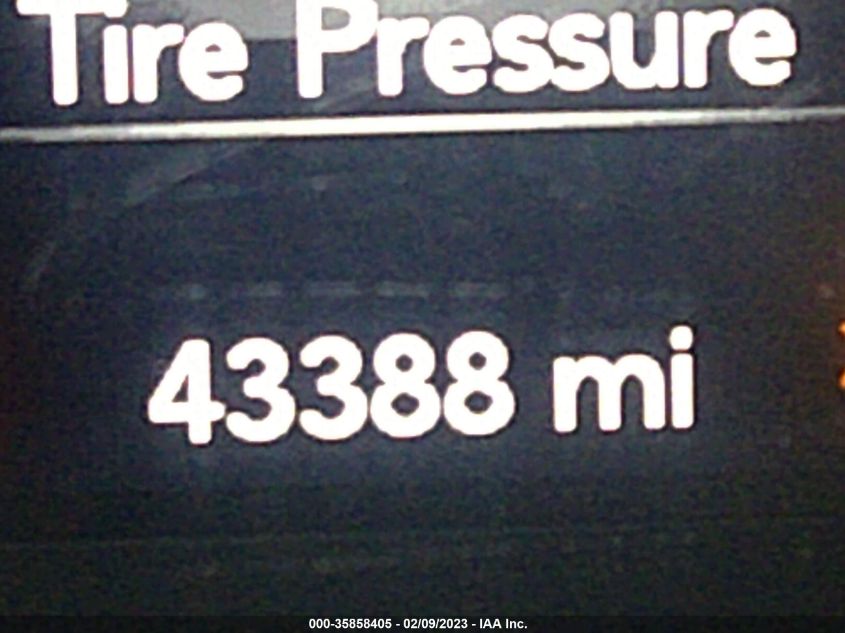 Tire Pressure
43388 mi
000-35858405 - 02/09/2023 - IAA Inc.